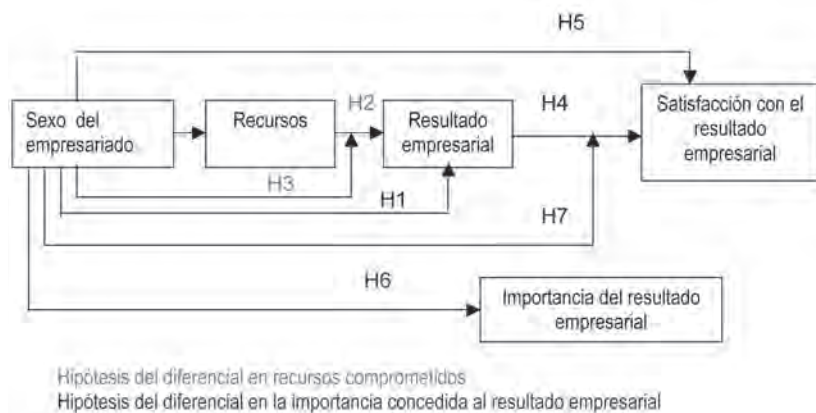 H5
Sexo del
empresariado
Recursos
H2
Resultado
empresarial
H4
Satisfacción con el
resultado
empresarial
H3
H1
H7
H6
Importancia del resultado
empresarial
Hipótesis del diferencial en recursos comprometidos
Hipótesis del diferencial en la importancia concedida al resultado empresarial